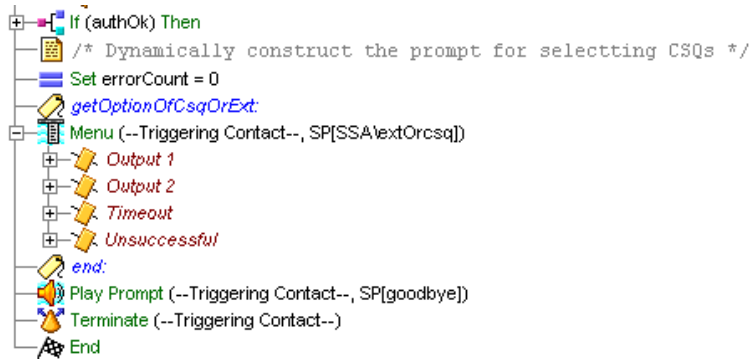 If (authOk) Then
/* Dynamically construct the prompt for selectting CSQs */
Set errorCount = 0
getOptionOfCsqOrExt:
Menu (--Triggering Contact--, SP[SSA\extOrcsq])
Output 1
Output 2
Timeout
Unsuccessful
end:
Play Prompt (--Triggering Contact--, SP[goodbye])
Terminate (--Triggering Contact--)
End